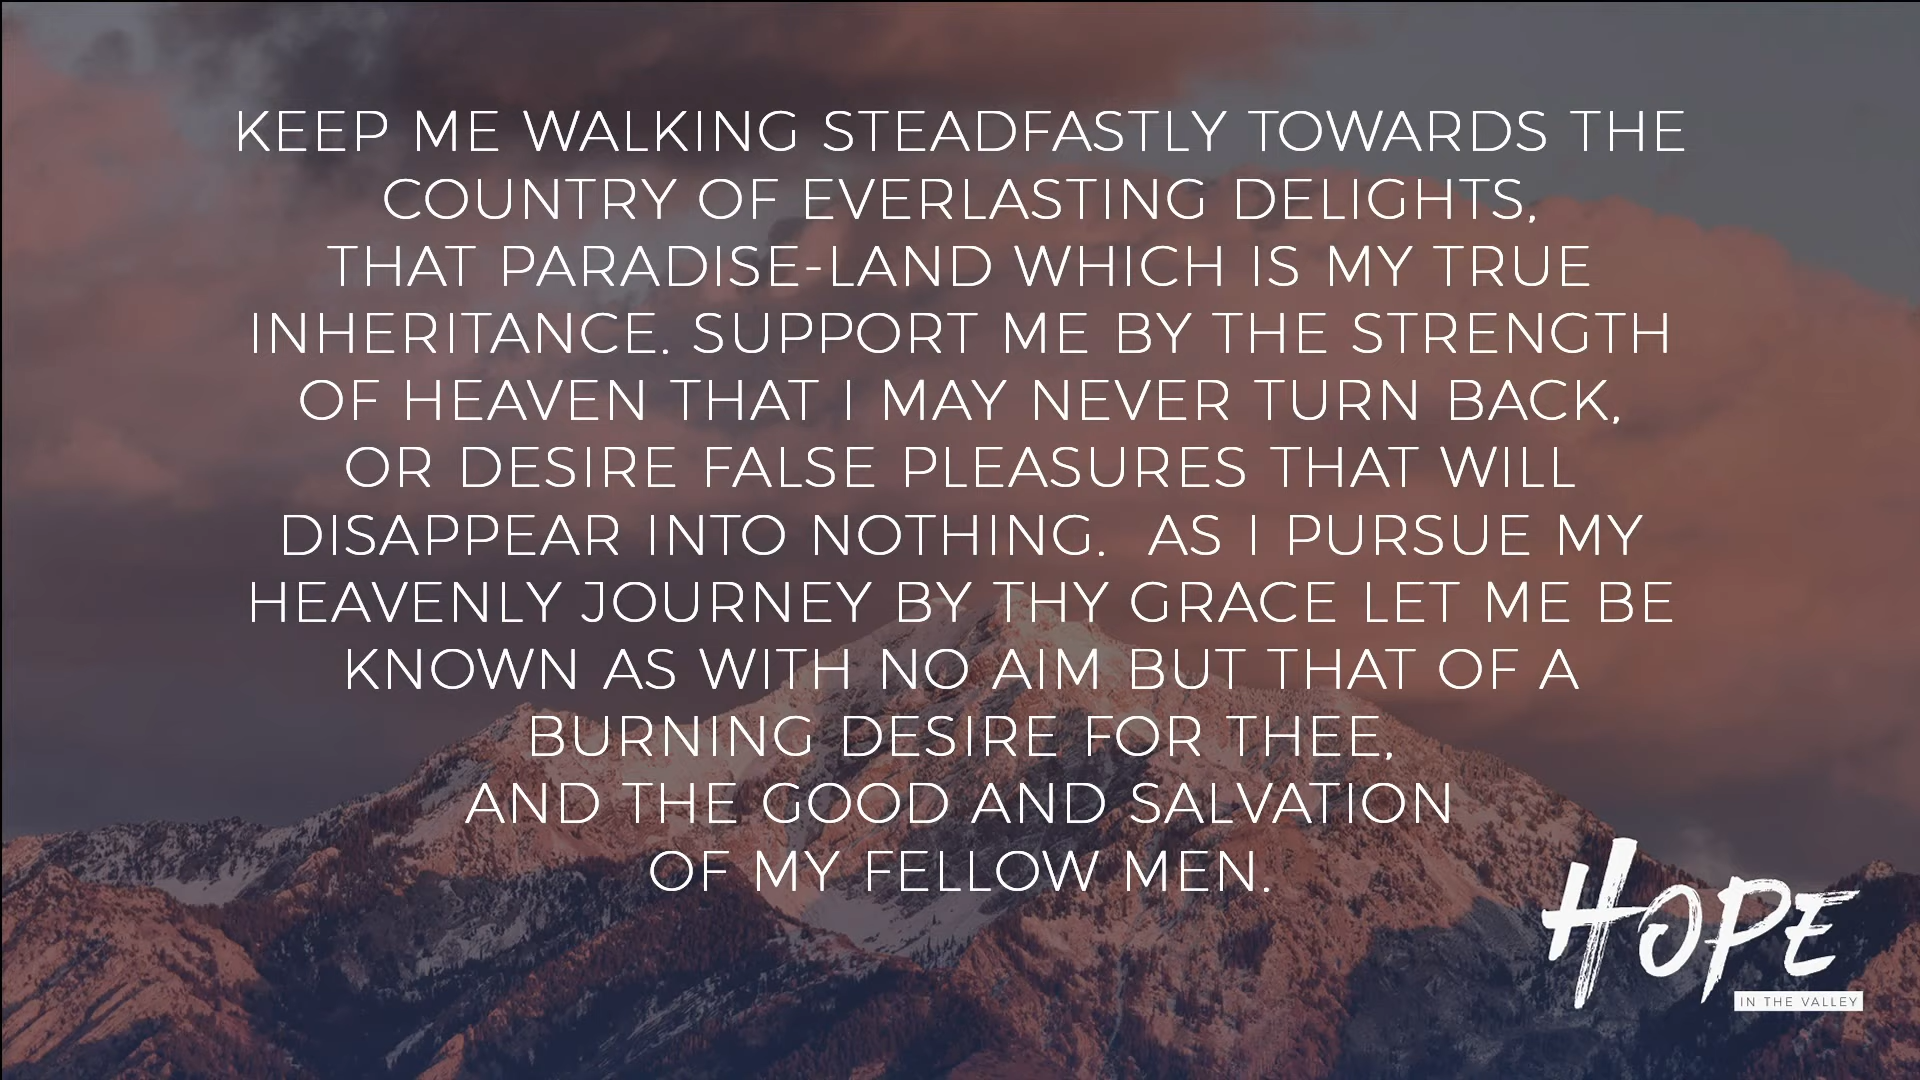 KEEP ME WALKING STEADFASTLY TOWARDS THE
COUNTRY OF EVERLASTING DELIGHTS,
THAT PARADISE-LAND WHICH IS MY TRUE
INHERITANCE. SUPPORT ME BY THE STRENGTH
OF HEAVEN THAT I MAY NEVER TURN BACK,
OR DESIRE FALSE PLEASURES THAT WILL
DISAPPEAR INTO NOTHING.  AS I PURSUE MY
HEAVENLY JOURNEY BY THY GRACE LET ME BE
KNOWN AS WITH NO AIM BUT THAT OF A
BURNING DESIRE FOR THEE,
AND THE GOOD AND SALVATION
OF MY FELLOW MEN.
HOPE
IN THE VALLEY